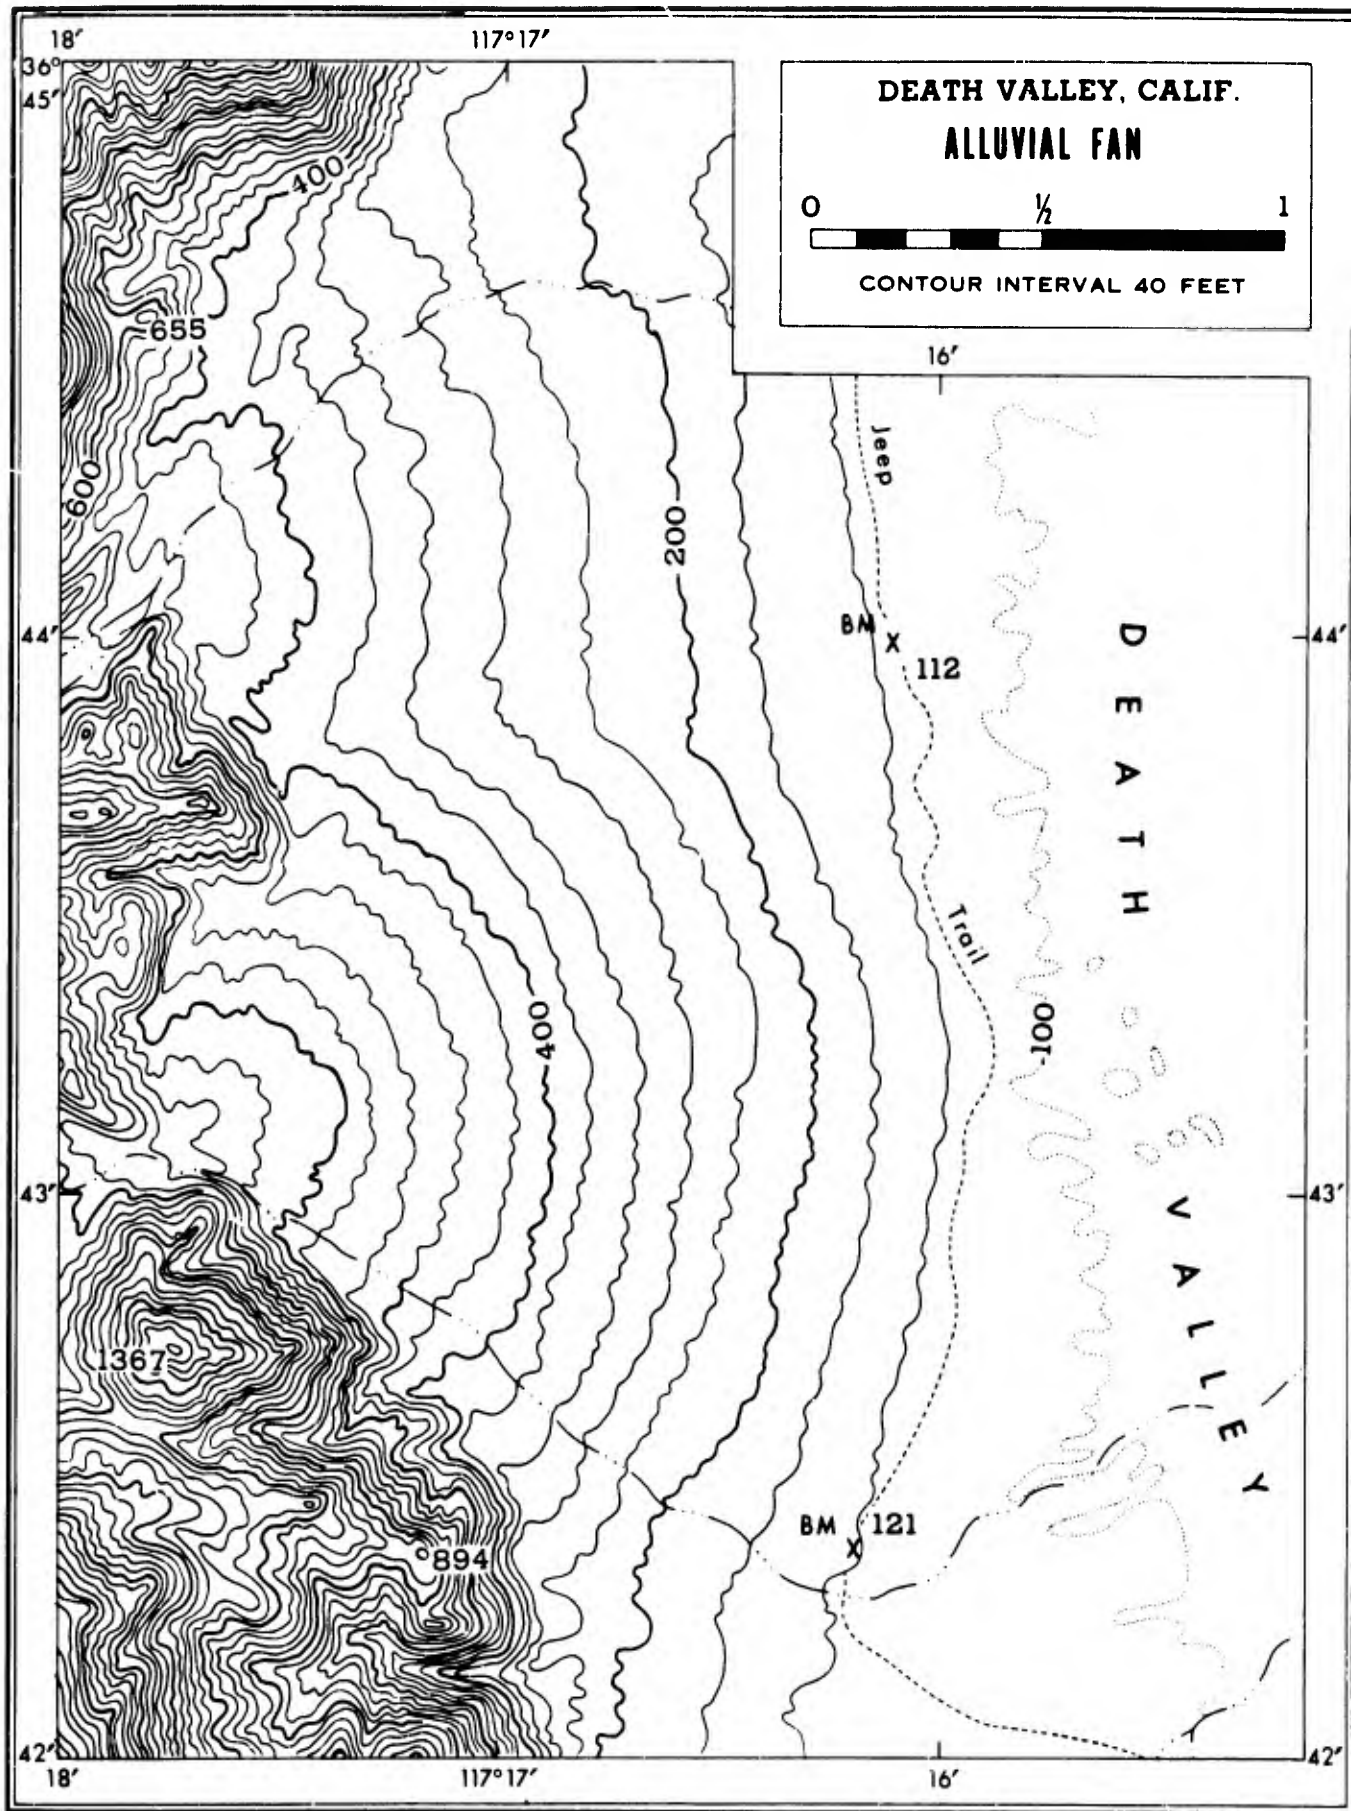 18′
117°17′
36°
45′
DEATH VALLEY, CALIF.
ALLUVIAL FAN
0 ½ 1
CONTOUR INTERVAL 40 FEET
400
655
16′
Jeep
600
200
BM
X
112
44′
44′
DEATH
Trail
400
-100
43′
43′
VALLEY
1367
BM
121
X
894
42′
42′
18′
117°17′
16′